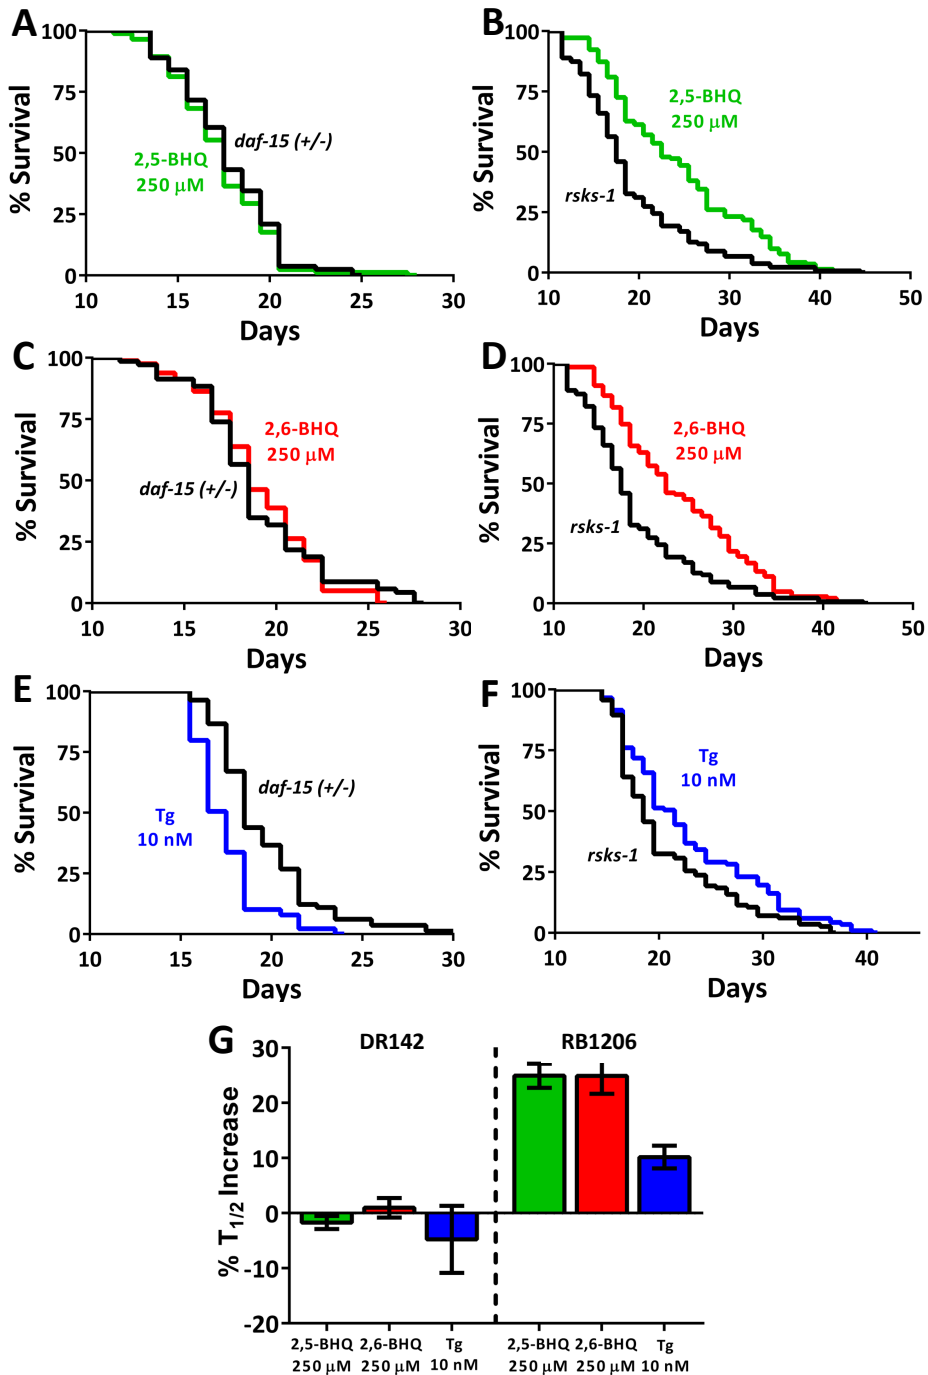 A
100
75
50
25
0
% Survival
daf-15 (+/-)
2,5-BHQ
250 µM
10 15 20 25 30
Days
B
100
75
50
25
0
% Survival
2,5-BHQ
250 µM
rsks-1
10 20 30 40 50
Days
C
100
75
50
25
0
% Survival
2,6-BHQ
250 µM
daf-15 (+/-)
10 15 20 25 30
Days
D
100
75
50
25
0
% Survival
2,6-BHQ
250 µM
rsks-1
10 20 30 40 50
Days
E
100
75
50
25
0
% Survival
daf-15 (+/-)
Tg
10 nM
10 15 20 25 30
Days
F
100
75
50
25
0
% Survival
Tg
10 nM
rsks-1
10 20 30 40
Days
G
DR142 RB1206
30
20
10
0
-10
-20
% T1/2 Increase
2,5-BHQ 2,6-BHQ Tg 2,5-BHQ 2,6-BHQ Tg
250 µM 250 µM 10 nM 250 µM 250 µM 10 nM